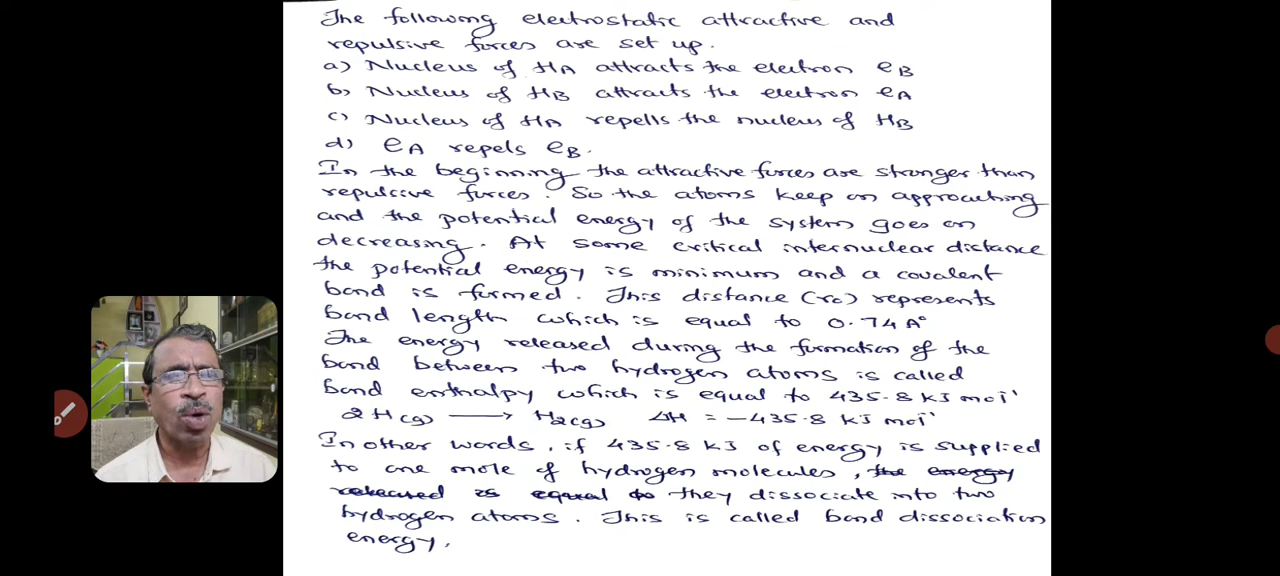 The following electrostatic attractive and
repulsive forces are set up.
a) Nucleus of HA attracts the electron eB
b) Nucleus of HB attracts the electron eA
c) Nucleus of HA repells the nucleus of HB
d) eA repels eB.
In the beginning the attractive forces are stronger than
repulsive forces. So the atoms keep on approaching
and the potential energy of the system goes on
decreasing. At some critical internuclear distance
the potential energy is minimum and a covalent
bond is formed. This distance (ro) represents
bond length which is equal to 0.74 A°
The energy released during the formation of the
bond between two hydrogen atoms is called
bond enthalpy which is equal to 435.8 KJ mol⁻¹
2H(g) ⟶ H2(g) ΔH = -435.8 KJ mol⁻¹
In other words, if 435.8 KJ of energy is supplied
to one mole of hydrogen molecules, the energy
released is equal to they dissociate into two
hydrogen atoms. This is called bond dissociation
energy.